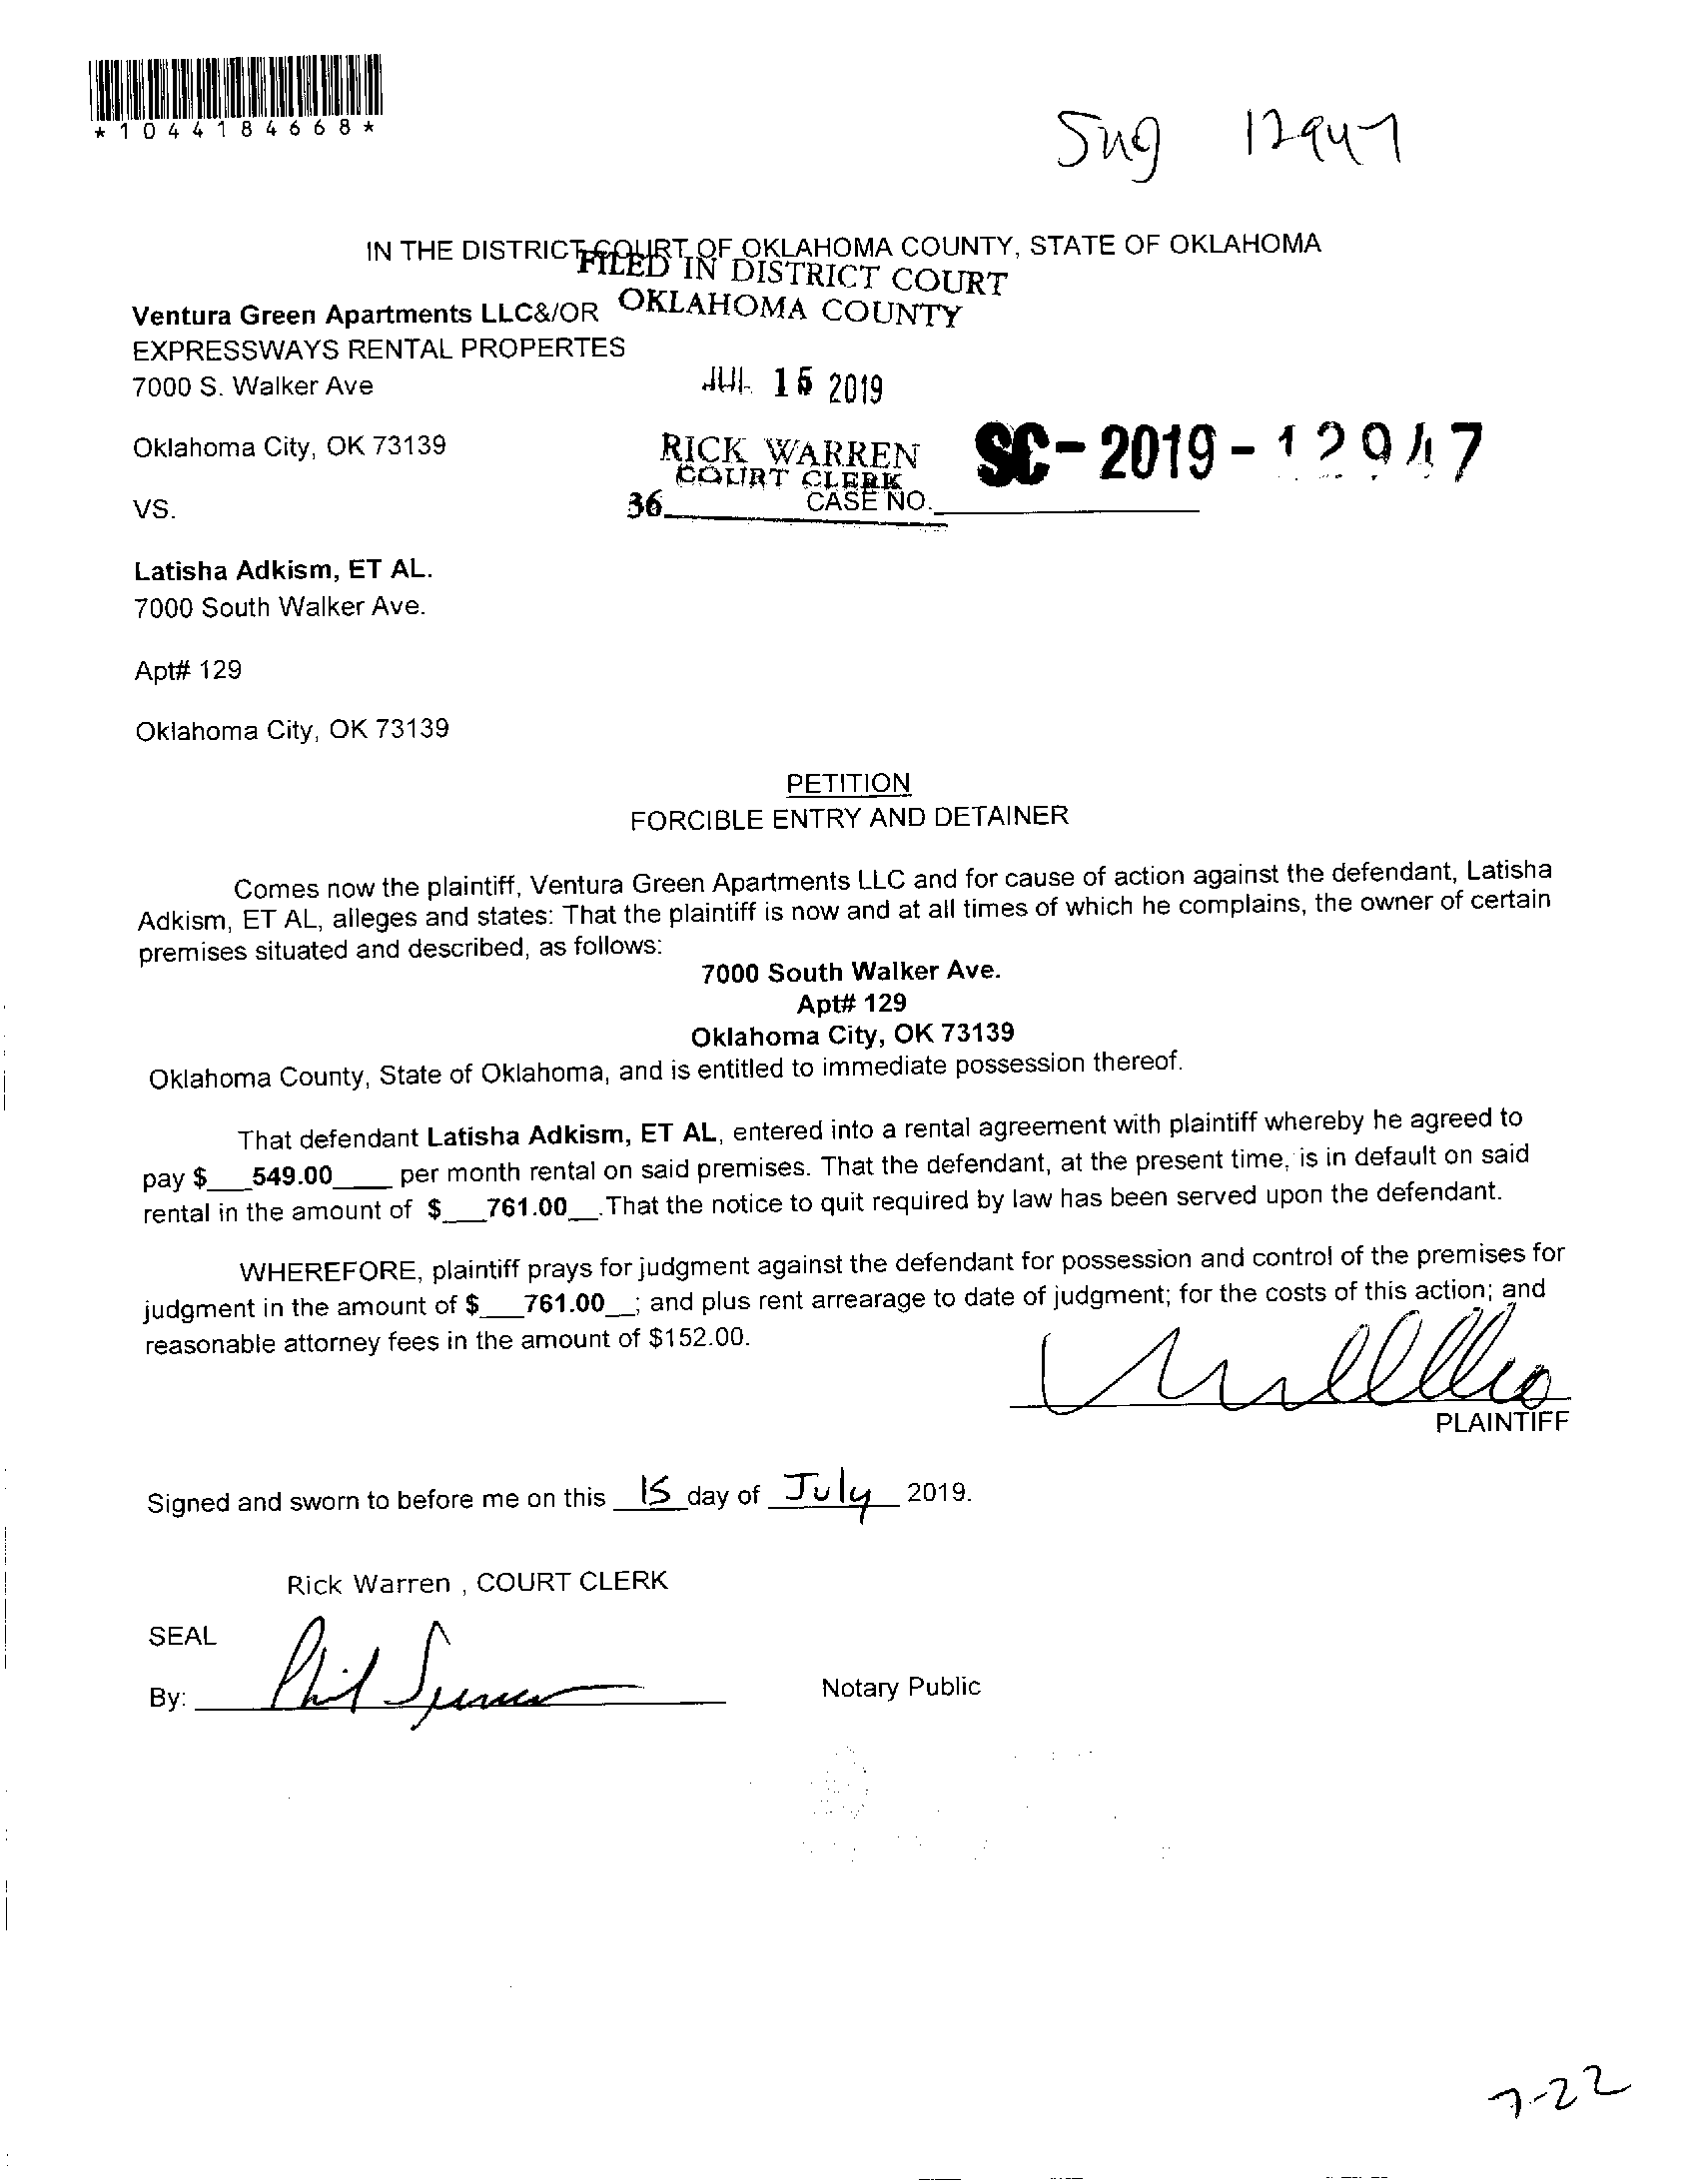 *1044184668*
12947
IN THE DISTRICT COURT OF OKLAHOMA COUNTY, STATE OF OKLAHOMA
FILED IN DISTRICT COURT
OKLAHOMA COUNTY
Ventura Green Apartments LLC&/OR
EXPRESSWAYS RENTAL PROPERTES
7000 S. Walker Ave
JUL 15 2019
Oklahoma City, OK 73139
RICK WARREN
COURT CLERK
SC-2019-12947
VS.
36
CASE NO.
Latisha Adkism, ET AL.
7000 South Walker Ave.
Apt# 129
Oklahoma City, OK 73139
PETITION
FORCIBLE ENTRY AND DETAINER
Comes now the plaintiff, Ventura Green Apartments LLC and for cause of action against the defendant, Latisha
Adkism, ET AL, alleges and states: That the plaintiff is now and at all times of which he complains, the owner of certain
premises situated and described, as follows:
7000 South Walker Ave.
Apt# 129
Oklahoma City, OK 73139
Oklahoma County, State of Oklahoma, and is entitled to immediate possession thereof.
That defendant Latisha Adkism, ET AL, entered into a rental agreement with plaintiff whereby he agreed to
pay $___549.00____ per month rental on said premises. That the defendant, at the present time, is in default on said
rental in the amount of $___761.00__.That the notice to quit required by law has been served upon the defendant.
WHEREFORE, plaintiff prays for judgment against the defendant for possession and control of the premises for
judgment in the amount of $___761.00__; and plus rent arrearage to date of judgment; for the costs of this action; and
reasonable attorney fees in the amount of $152.00.
PLAINTIFF
Signed and sworn to before me on this 15 day of July 2019.
Rick Warren , COURT CLERK
SEAL
By: Phil
Notary Public
7-22